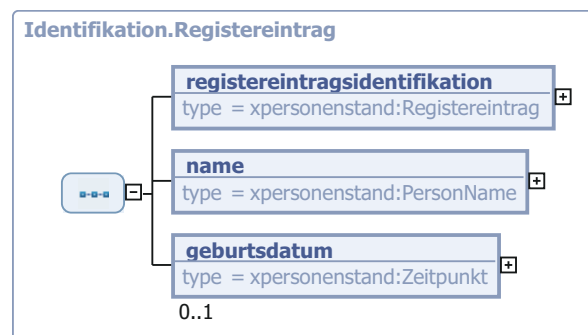 Identifikation.Registereintrag
registereintragsidentifikation
type = xpersonenstand:Registereintrag
name
type = xpersonenstand:PersonName
geburtsdatum
type = xpersonenstand:Zeitpunkt
0..1